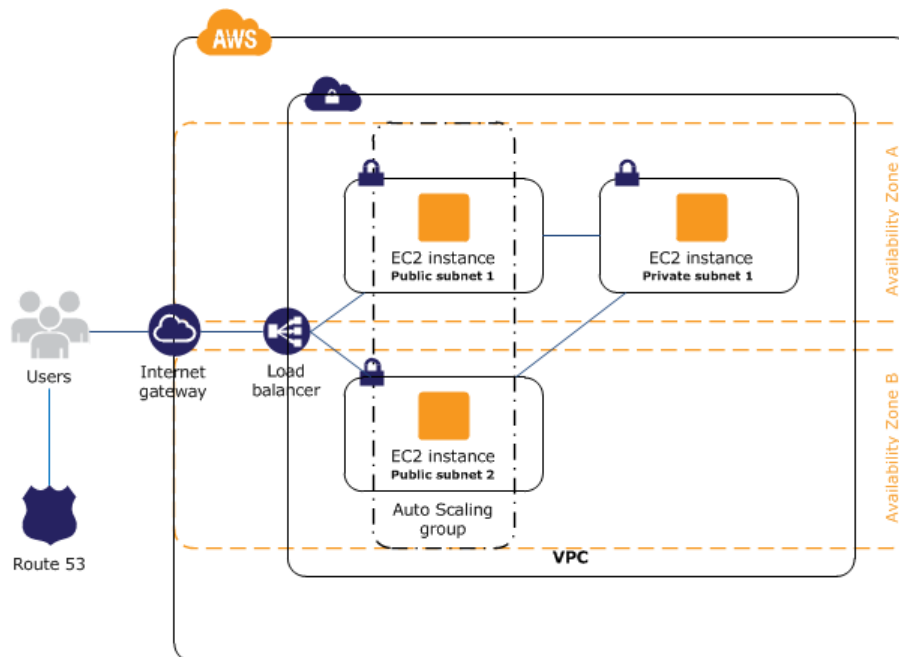 AWS
Availability Zone A
EC2 instance
Public subnet 1
EC2 instance
Private subnet 1
Users
Internet
gateway
Load
balancer
Availability Zone B
EC2 instance
Public subnet 2
Auto Scaling
group
Route 53
VPC